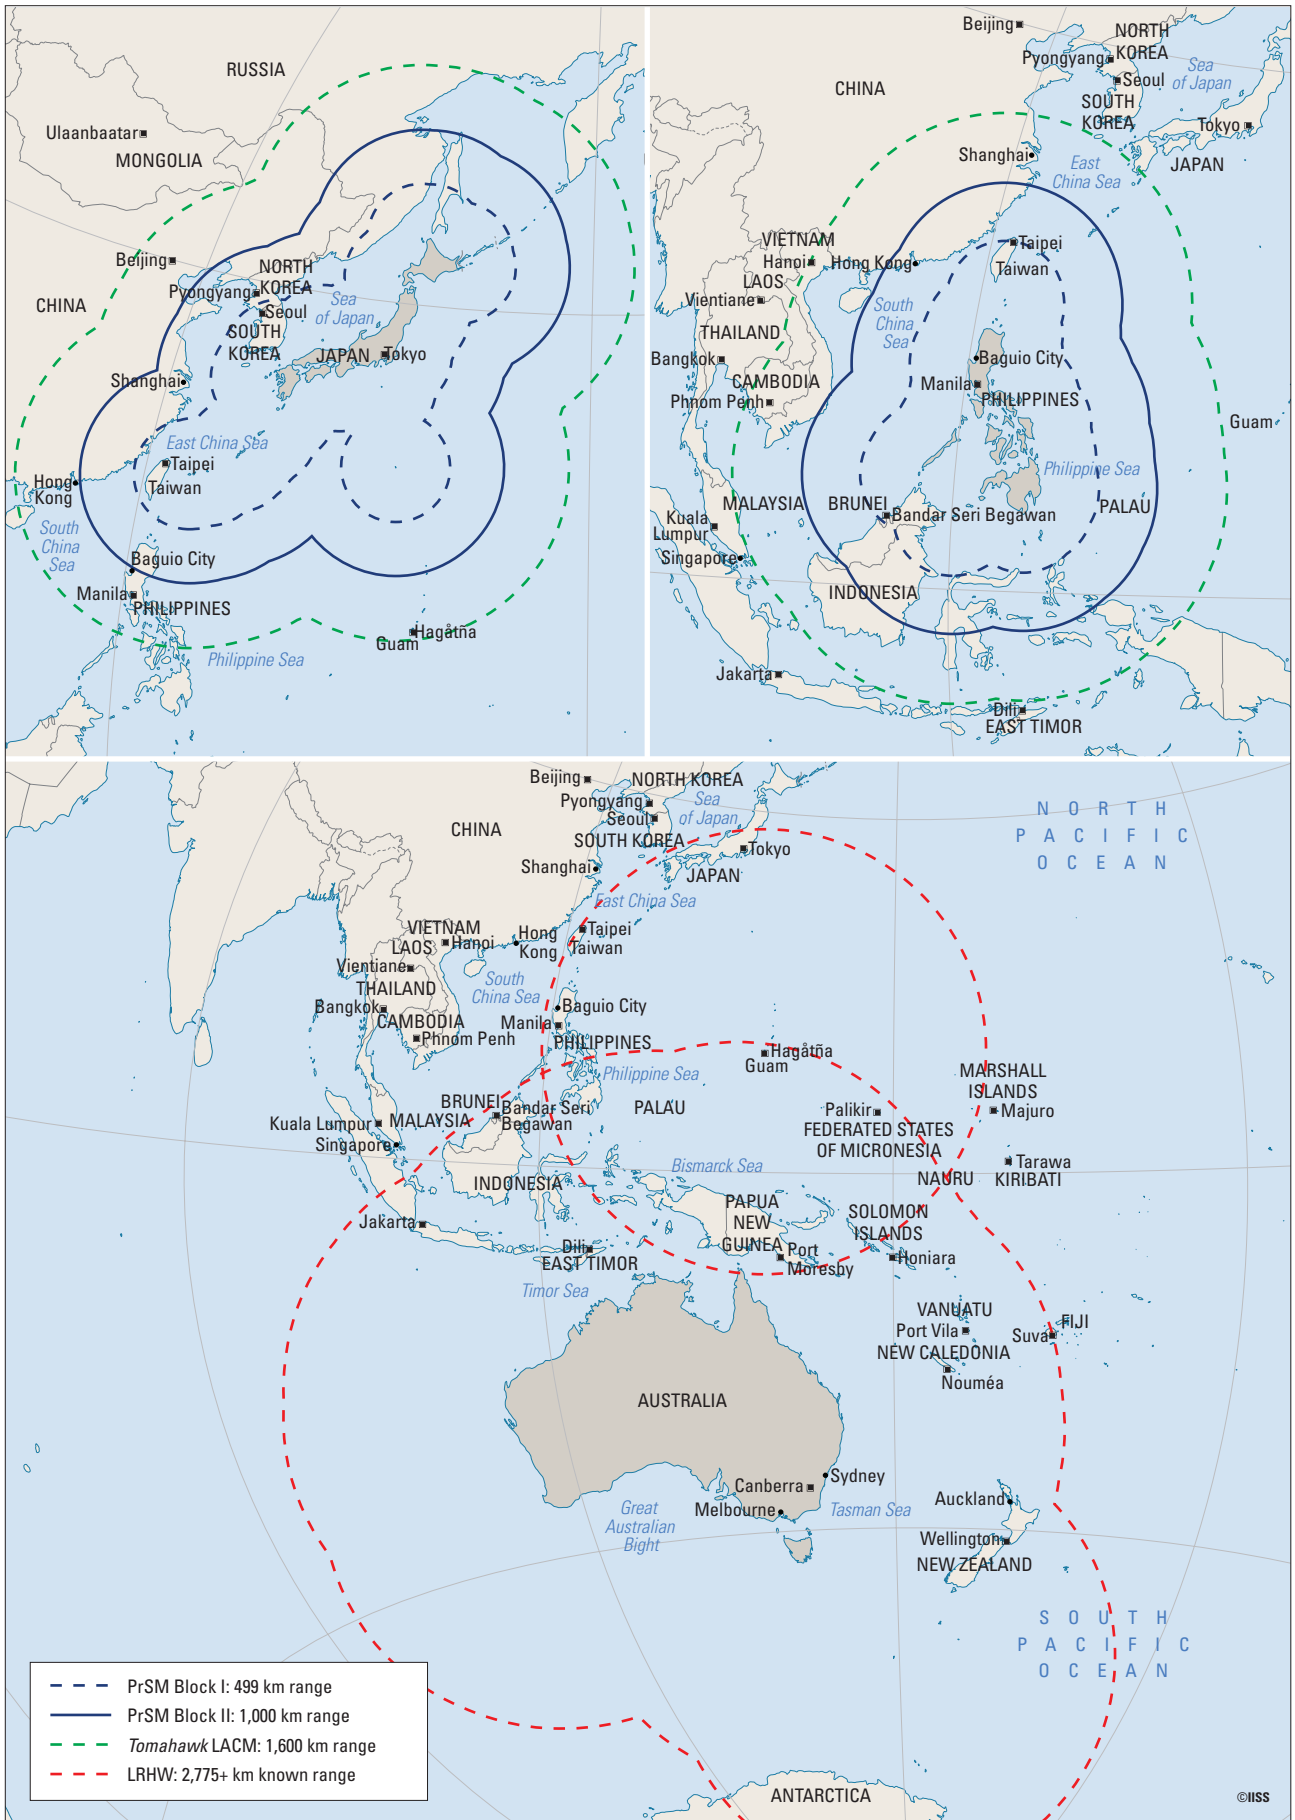 RUSSIA
Ulaanbaatar
MONGOLIA
Beijing
NORTH
KOREA
Pyongyang
CHINA
Sea
of Japan
Seoul
SOUTH
KOREA
JAPAN
Tokyo
Shanghai
East China Sea
Taipei
Taiwan
Hong
Kong
South
China
Sea
Baguio City
Manila
PHILIPPINES
Hagåtña
Guam
Philippine Sea
Beijing
NORTH
KOREA
Pyongyang
Sea
of Japan
Seoul
CHINA
SOUTH
KOREA
Tokyo
Shanghai
East
China Sea
JAPAN
VIETNAM
Hanoi
Hong Kong
Taipei
Taiwan
LAOS
Vientiane
South
China
Sea
THAILAND
Bangkok
Baguio City
CAMBODIA
Manila
PHILIPPINES
Phnom Penh
Guam
Philippine Sea
MALAYSIA
BRUNEI
PALAU
Kuala
Lumpur
Bandar Seri Begawan
Singapore
INDONESIA
Jakarta
Dili
EAST TIMOR
Beijing
NORTH KOREA
Pyongyang
Sea
of Japan
Seoul
CHINA
SOUTH KOREA
Tokyo
Shanghai
JAPAN
East China Sea
NORTH
PACIFIC
OCEAN
VIETNAM
LAOS
Hanoi
Hong
Kong
Taipei
Taiwan
Vientiane
South
China Sea
THAILAND
Bangkok
Baguio City
CAMBODIA
Manila
Phnom Penh
PHILIPPINES
Hagåtña
Guam
Philippine Sea
MARSHALL
ISLANDS
Majuro
BRUNEI
Bandar Seri
Begawan
PALAU
Palikir
FEDERATED STATES
OF MICRONESIA
Kuala Lumpur
MALAYSIA
Singapore
Bismarck Sea
Tarawa
KIRIBATI
NAURU
INDONESIA
PAPUA
NEW
GUINEA
SOLOMON
ISLANDS
Jakarta
Dili
EAST TIMOR
Port
Moresby
Honiara
Timor Sea
VANUATU
Port Vila
FIJI
Suva
NEW CALEDONIA
Nouméa
AUSTRALIA
Canberra
Sydney
Melbourne
Great
Australian
Bight
Tasman Sea
Auckland
Wellington
NEW ZEALAND
SOUTH
PACIFIC
OCEAN
PrSM Block I: 499 km range
PrSM Block II: 1,000 km range
Tomahawk LACM: 1,600 km range
LRHW: 2,775+ km known range
ANTARCTICA
©IISS